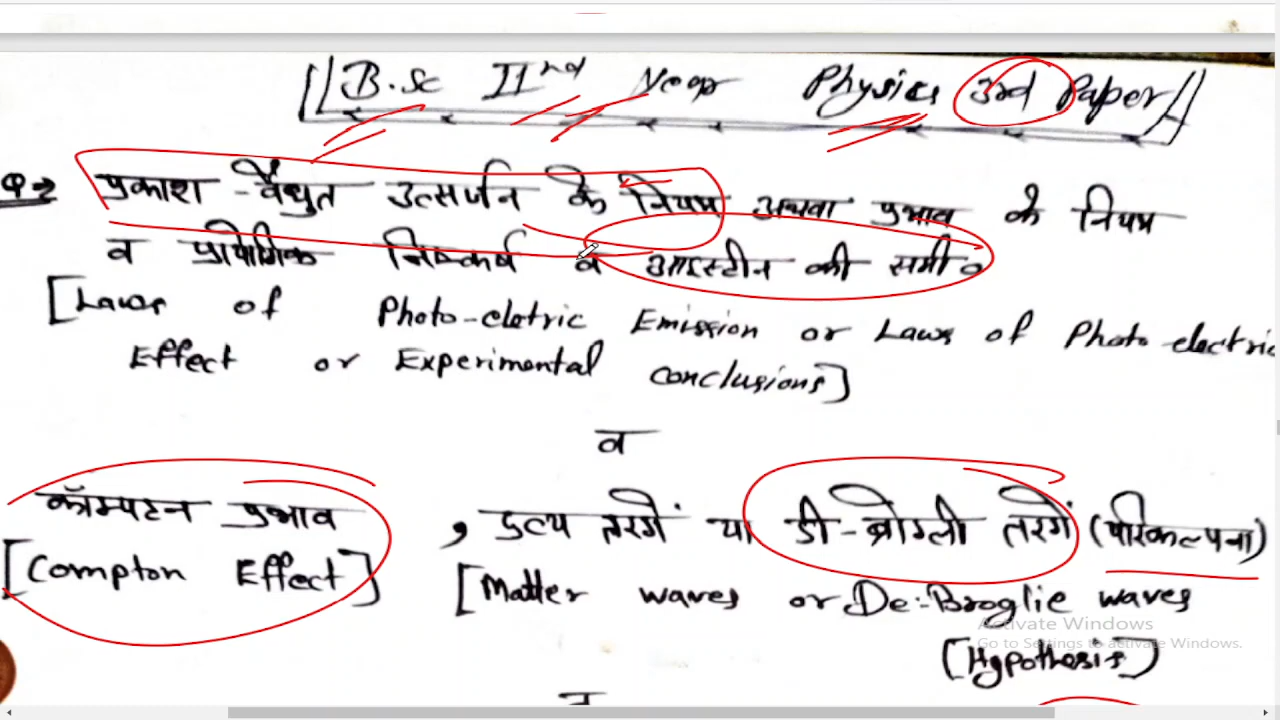 B.Sc IInd Year Physics 3rd Paper
Q⇒ प्रकाश-वैधुत उत्सर्जन के नियम अथवा प्रभाव के नियम
व प्रायोगिक निष्कर्ष व आइंस्टीन की समी०
[Laws of Photo-eletric Emission or Laws of Photo electric
Effect or Experimental conclusions]
व
कॉम्पटन प्रभाव , द्रव्य तरंगें या डी-ब्रोग्ली तरंगें (परिकल्पना)
[Compton Effect] [Matter waves or De-Broglie waves
[Hypothesis]
Activate Windows
Go to Settings to activate Windows.